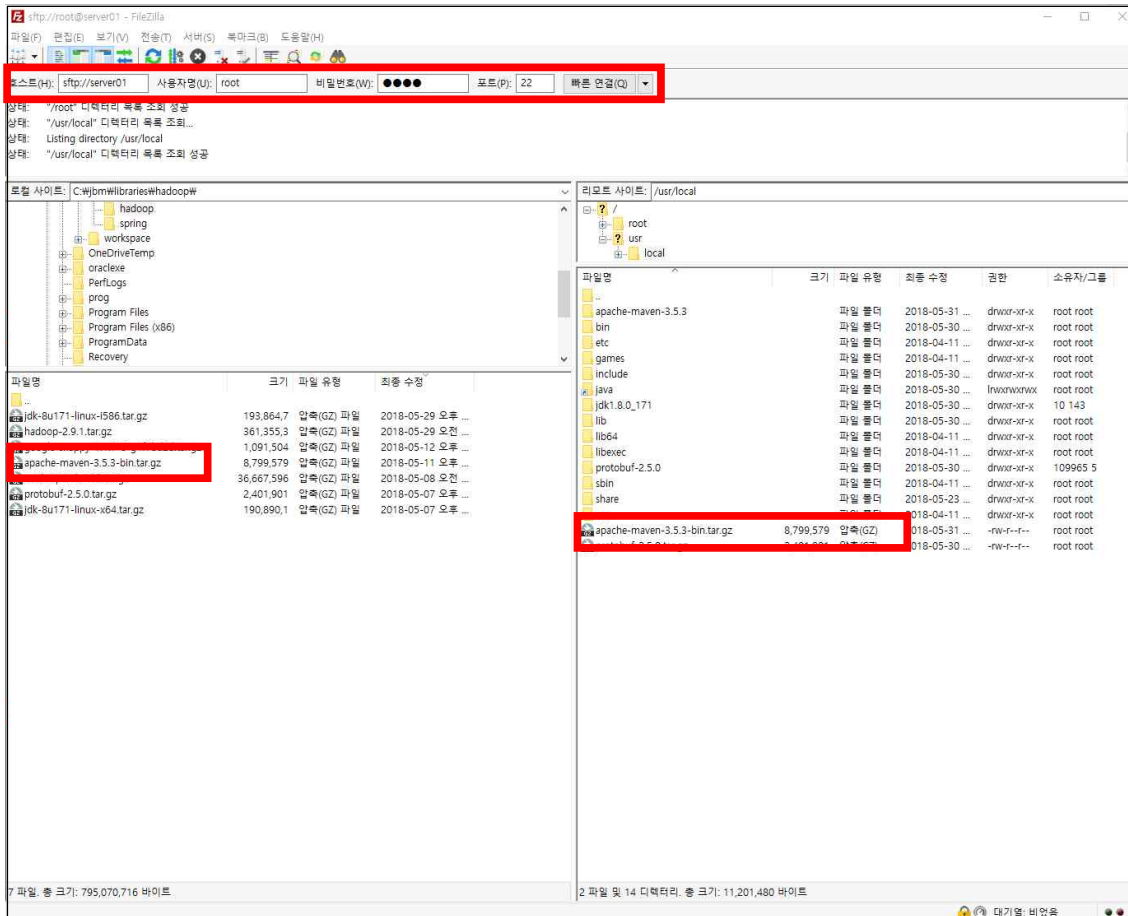 sftp://root@server01 - FileZilla
파일(F) 편집(E) 보기(V) 전송(T) 서버(S) 북마크(B) 도움말(H)
호스트(H): sftp://server01 사용자명(U): root 비밀번호(W): ●●●● 포트(P): 22 빠른 연결(Q)
상태: "/root" 디렉터리 목록 조회 성공
상태: "/usr/local" 디렉터리 목록 조회...
상태: Listing directory /usr/local
상태: "/usr/local" 디렉터리 목록 조회 성공
로컬 사이트: C:₩jbm₩libraries₩hadoop₩
hadoop
spring
workspace
OneDriveTemp
oraclexe
PerfLogs
prog
Program Files
Program Files (x86)
ProgramData
Recovery
파일명 크기 파일 유형 최종 수정
..
jdk-8u171-linux-i586.tar.gz 193,864,7 압축(GZ) 파일 2018-05-29 오후 ...
hadoop-2.9.1.tar.gz 361,355,3 압축(GZ) 파일 2018-05-29 오전 ...
1,091,504 압축(GZ) 파일 2018-05-12 오후 ...
apache-maven-3.5.3-bin.tar.gz 8,799,579 압축(GZ) 파일 2018-05-11 오후 ...
36,667,596 압축(GZ) 파일 2018-05-08 오전 ...
protobuf-2.5.0.tar.gz 2,401,901 압축(GZ) 파일 2018-05-07 오후 ...
jdk-8u171-linux-x64.tar.gz 190,890,1 압축(GZ) 파일 2018-05-07 오후 ...
7 파일. 총 크기: 795,070,716 바이트
리모트 사이트: /usr/local
/
root
usr
local
파일명 크기 파일 유형 최종 수정 권한 소유자/그룹
..
apache-maven-3.5.3 파일 폴더 2018-05-31 ... drwxr-xr-x root root
bin 파일 폴더 2018-05-30 ... drwxr-xr-x root root
etc 파일 폴더 2018-04-11 ... drwxr-xr-x root root
games 파일 폴더 2018-04-11 ... drwxr-xr-x root root
include 파일 폴더 2018-05-30 ... drwxr-xr-x root root
java 파일 폴더 2018-05-30 ... lrwxrwxrwx root root
jdk1.8.0_171 파일 폴더 2018-05-30 ... drwxr-xr-x 10 143
lib 파일 폴더 2018-05-30 ... drwxr-xr-x root root
lib64 파일 폴더 2018-04-11 ... drwxr-xr-x root root
libexec 파일 폴더 2018-04-11 ... drwxr-xr-x root root
protobuf-2.5.0 파일 폴더 2018-05-30 ... drwxr-xr-x 109965 5
sbin 파일 폴더 2018-04-11 ... drwxr-xr-x root root
share 파일 폴더 2018-05-23 ... drwxr-xr-x root root
2018-04-11 ... drwxr-xr-x root root
apache-maven-3.5.3-bin.tar.gz 8,799,579 압축(GZ) 2018-05-31 ... -rw-r--r-- root root
2018-05-30 ... -rw-r--r-- root root
2 파일 및 14 디렉터리. 총 크기: 11,201,480 바이트
대기열: 비었음